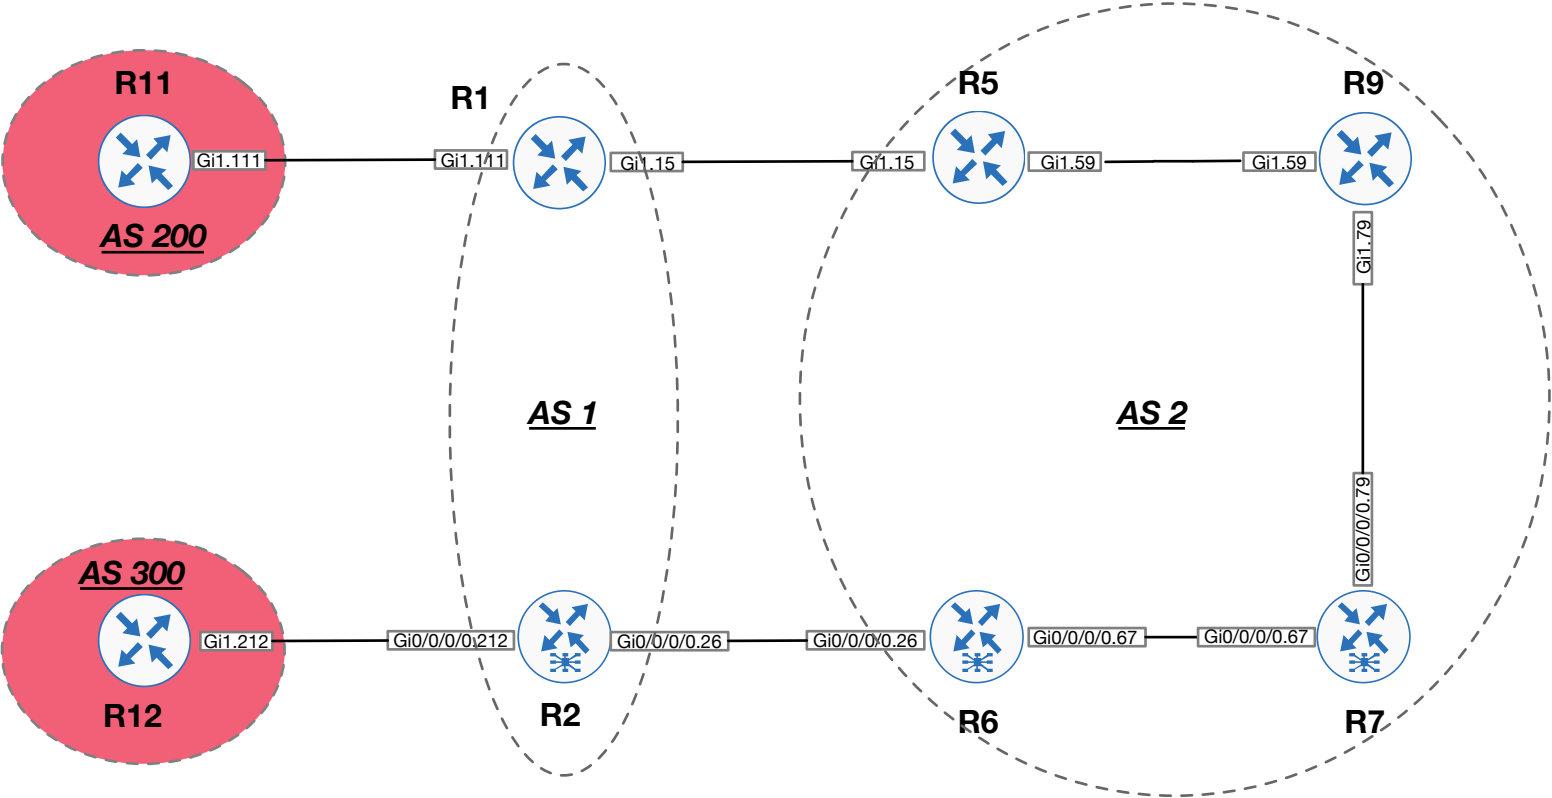 R11
R1
R5
R9
Gi1.111
Gi1.111
Gi1.15
Gi1.15
Gi1.59
Gi1.59
AS 200
Gi1.79
AS 1
AS 2
Gi0/0/0/0.79
AS 300
Gi1.212
Gi0/0/0/0.212
Gi0/0/0/0.26
Gi0/0/0/0.26
Gi0/0/0/0.67
Gi0/0/0/0.67
R12
R2
R6
R7